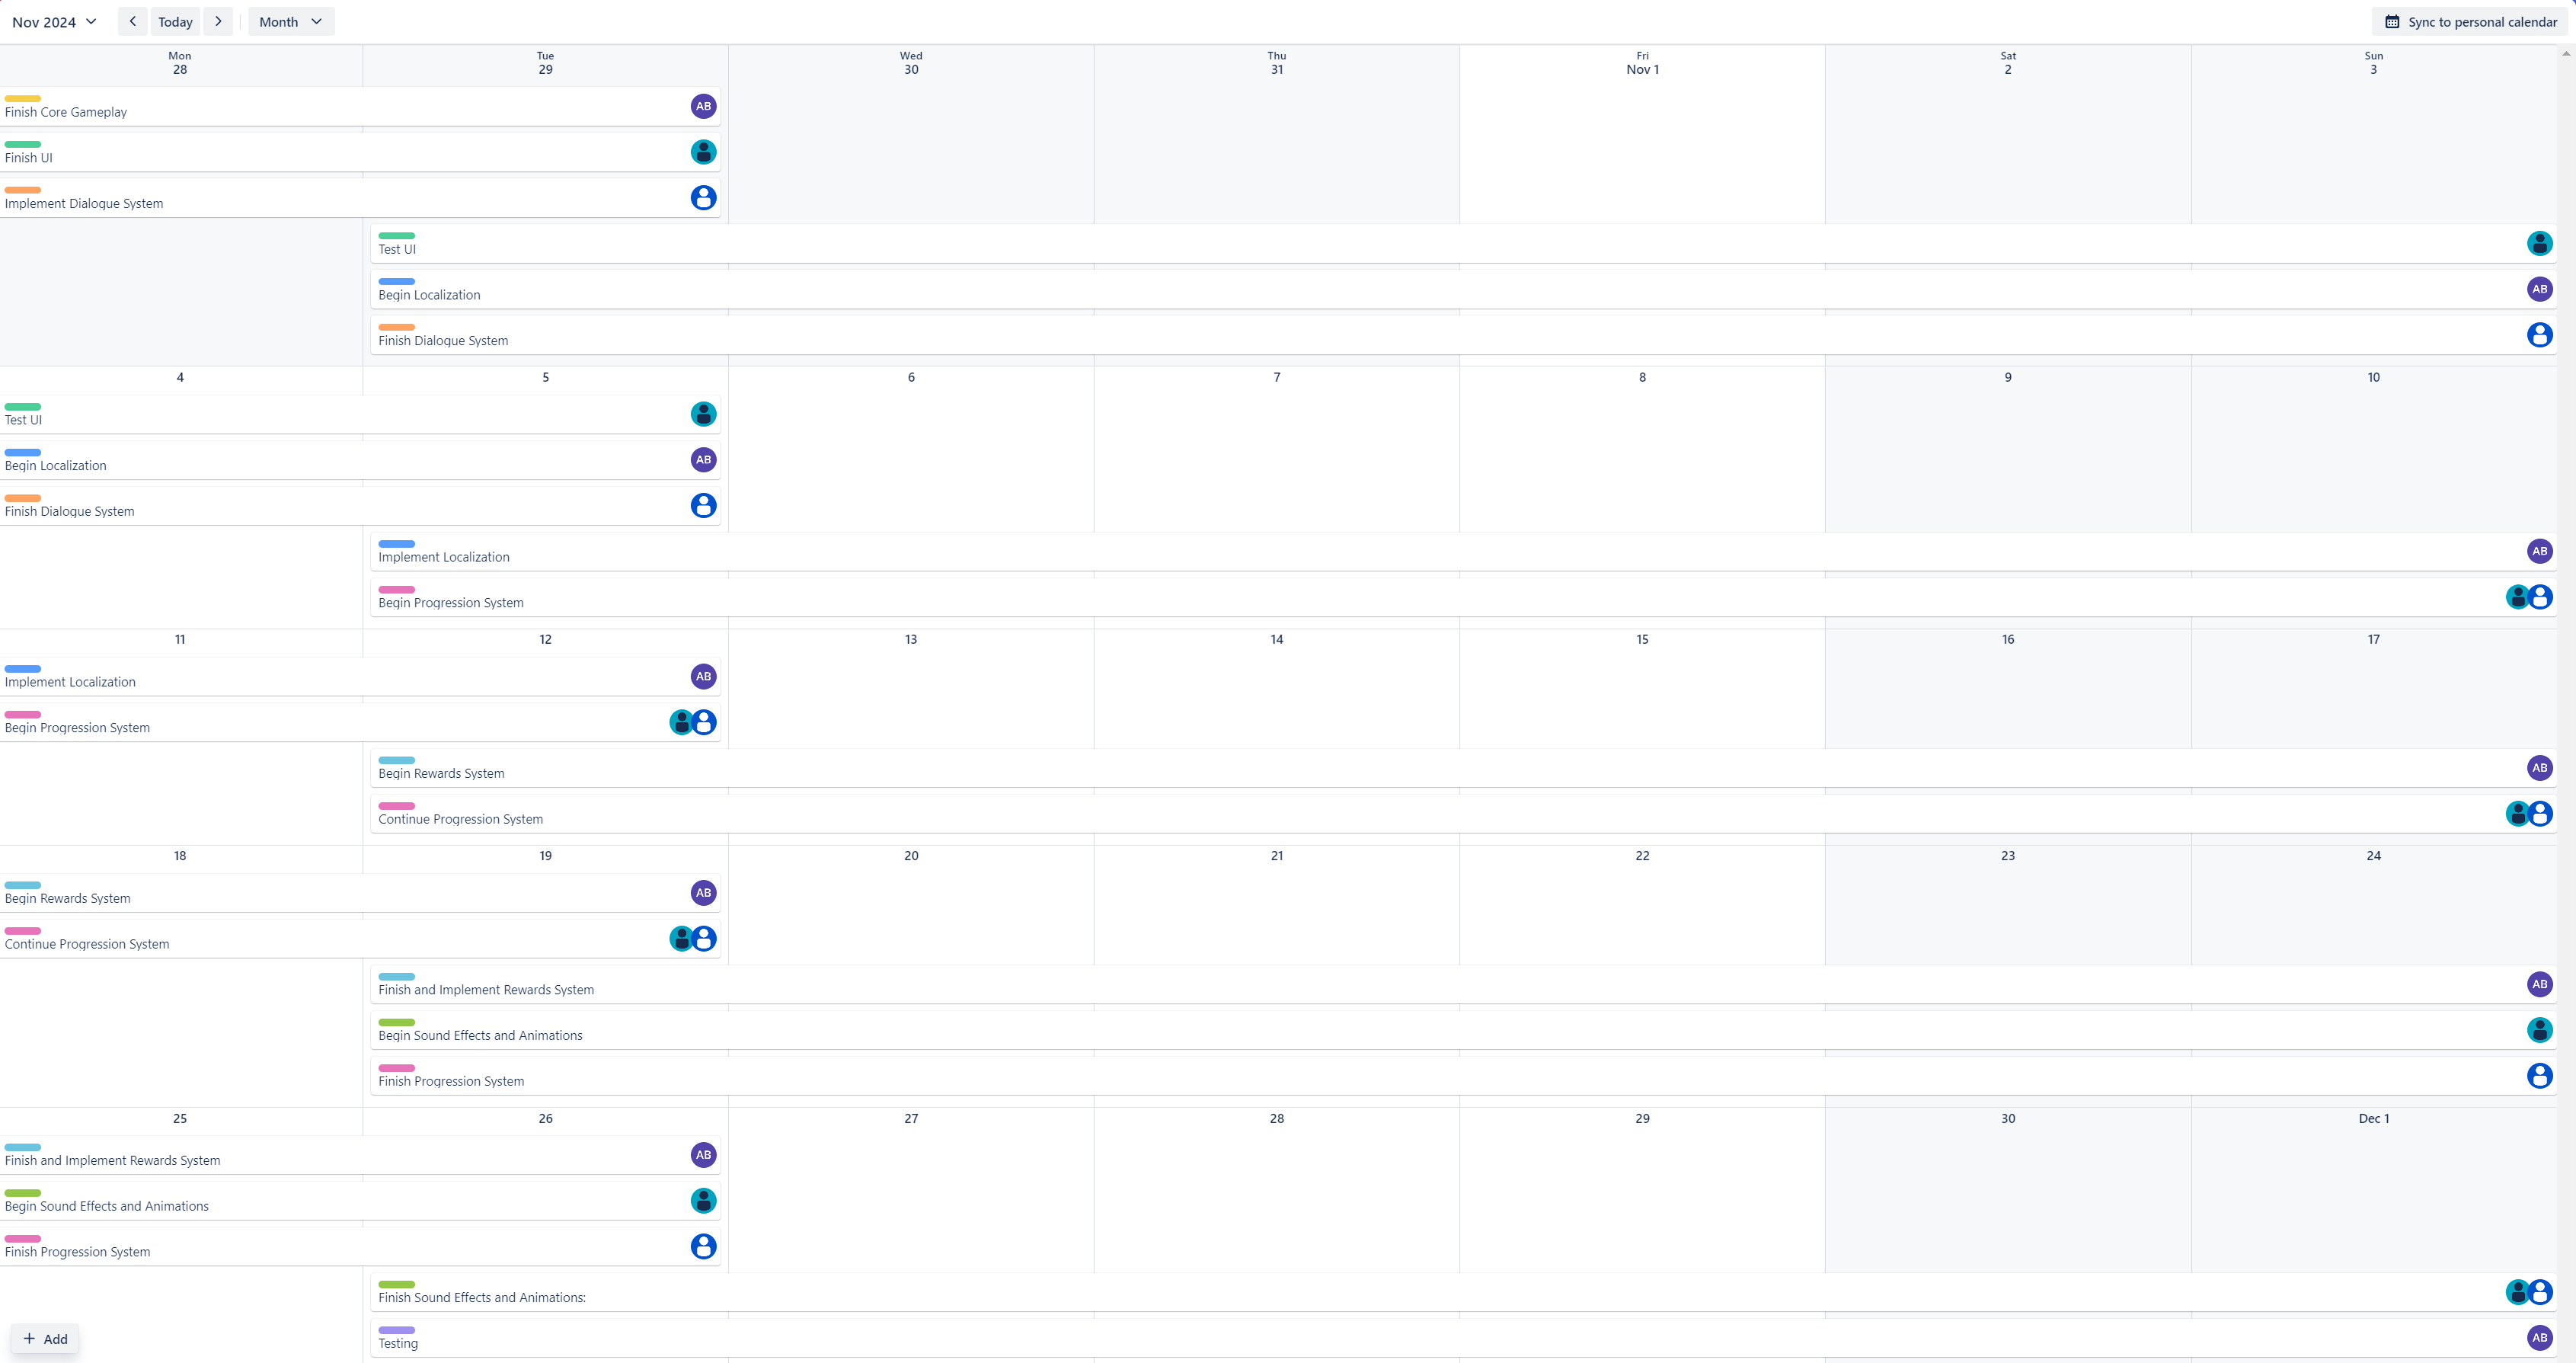 Nov 2024 Today Month Sync to personal calendar
Mon Tue Wed Thu Fri Sat Sun
28 29 30 31 Nov 1 2 3
Finish Core Gameplay AB
Finish UI
Implement Dialogue System
Test UI
Begin Localization AB
Finish Dialogue System
4 5 6 7 8 9 10
Test UI
Begin Localization AB
Finish Dialogue System
Implement Localization AB
Begin Progression System
11 12 13 14 15 16 17
Implement Localization AB
Begin Progression System
Begin Rewards System AB
Continue Progression System
18 19 20 21 22 23 24
Begin Rewards System AB
Continue Progression System
Finish and Implement Rewards System AB
Begin Sound Effects and Animations
Finish Progression System
25 26 27 28 29 30 Dec 1
Finish and Implement Rewards System AB
Begin Sound Effects and Animations
Finish Progression System
Finish Sound Effects and Animations:
Add Testing AB